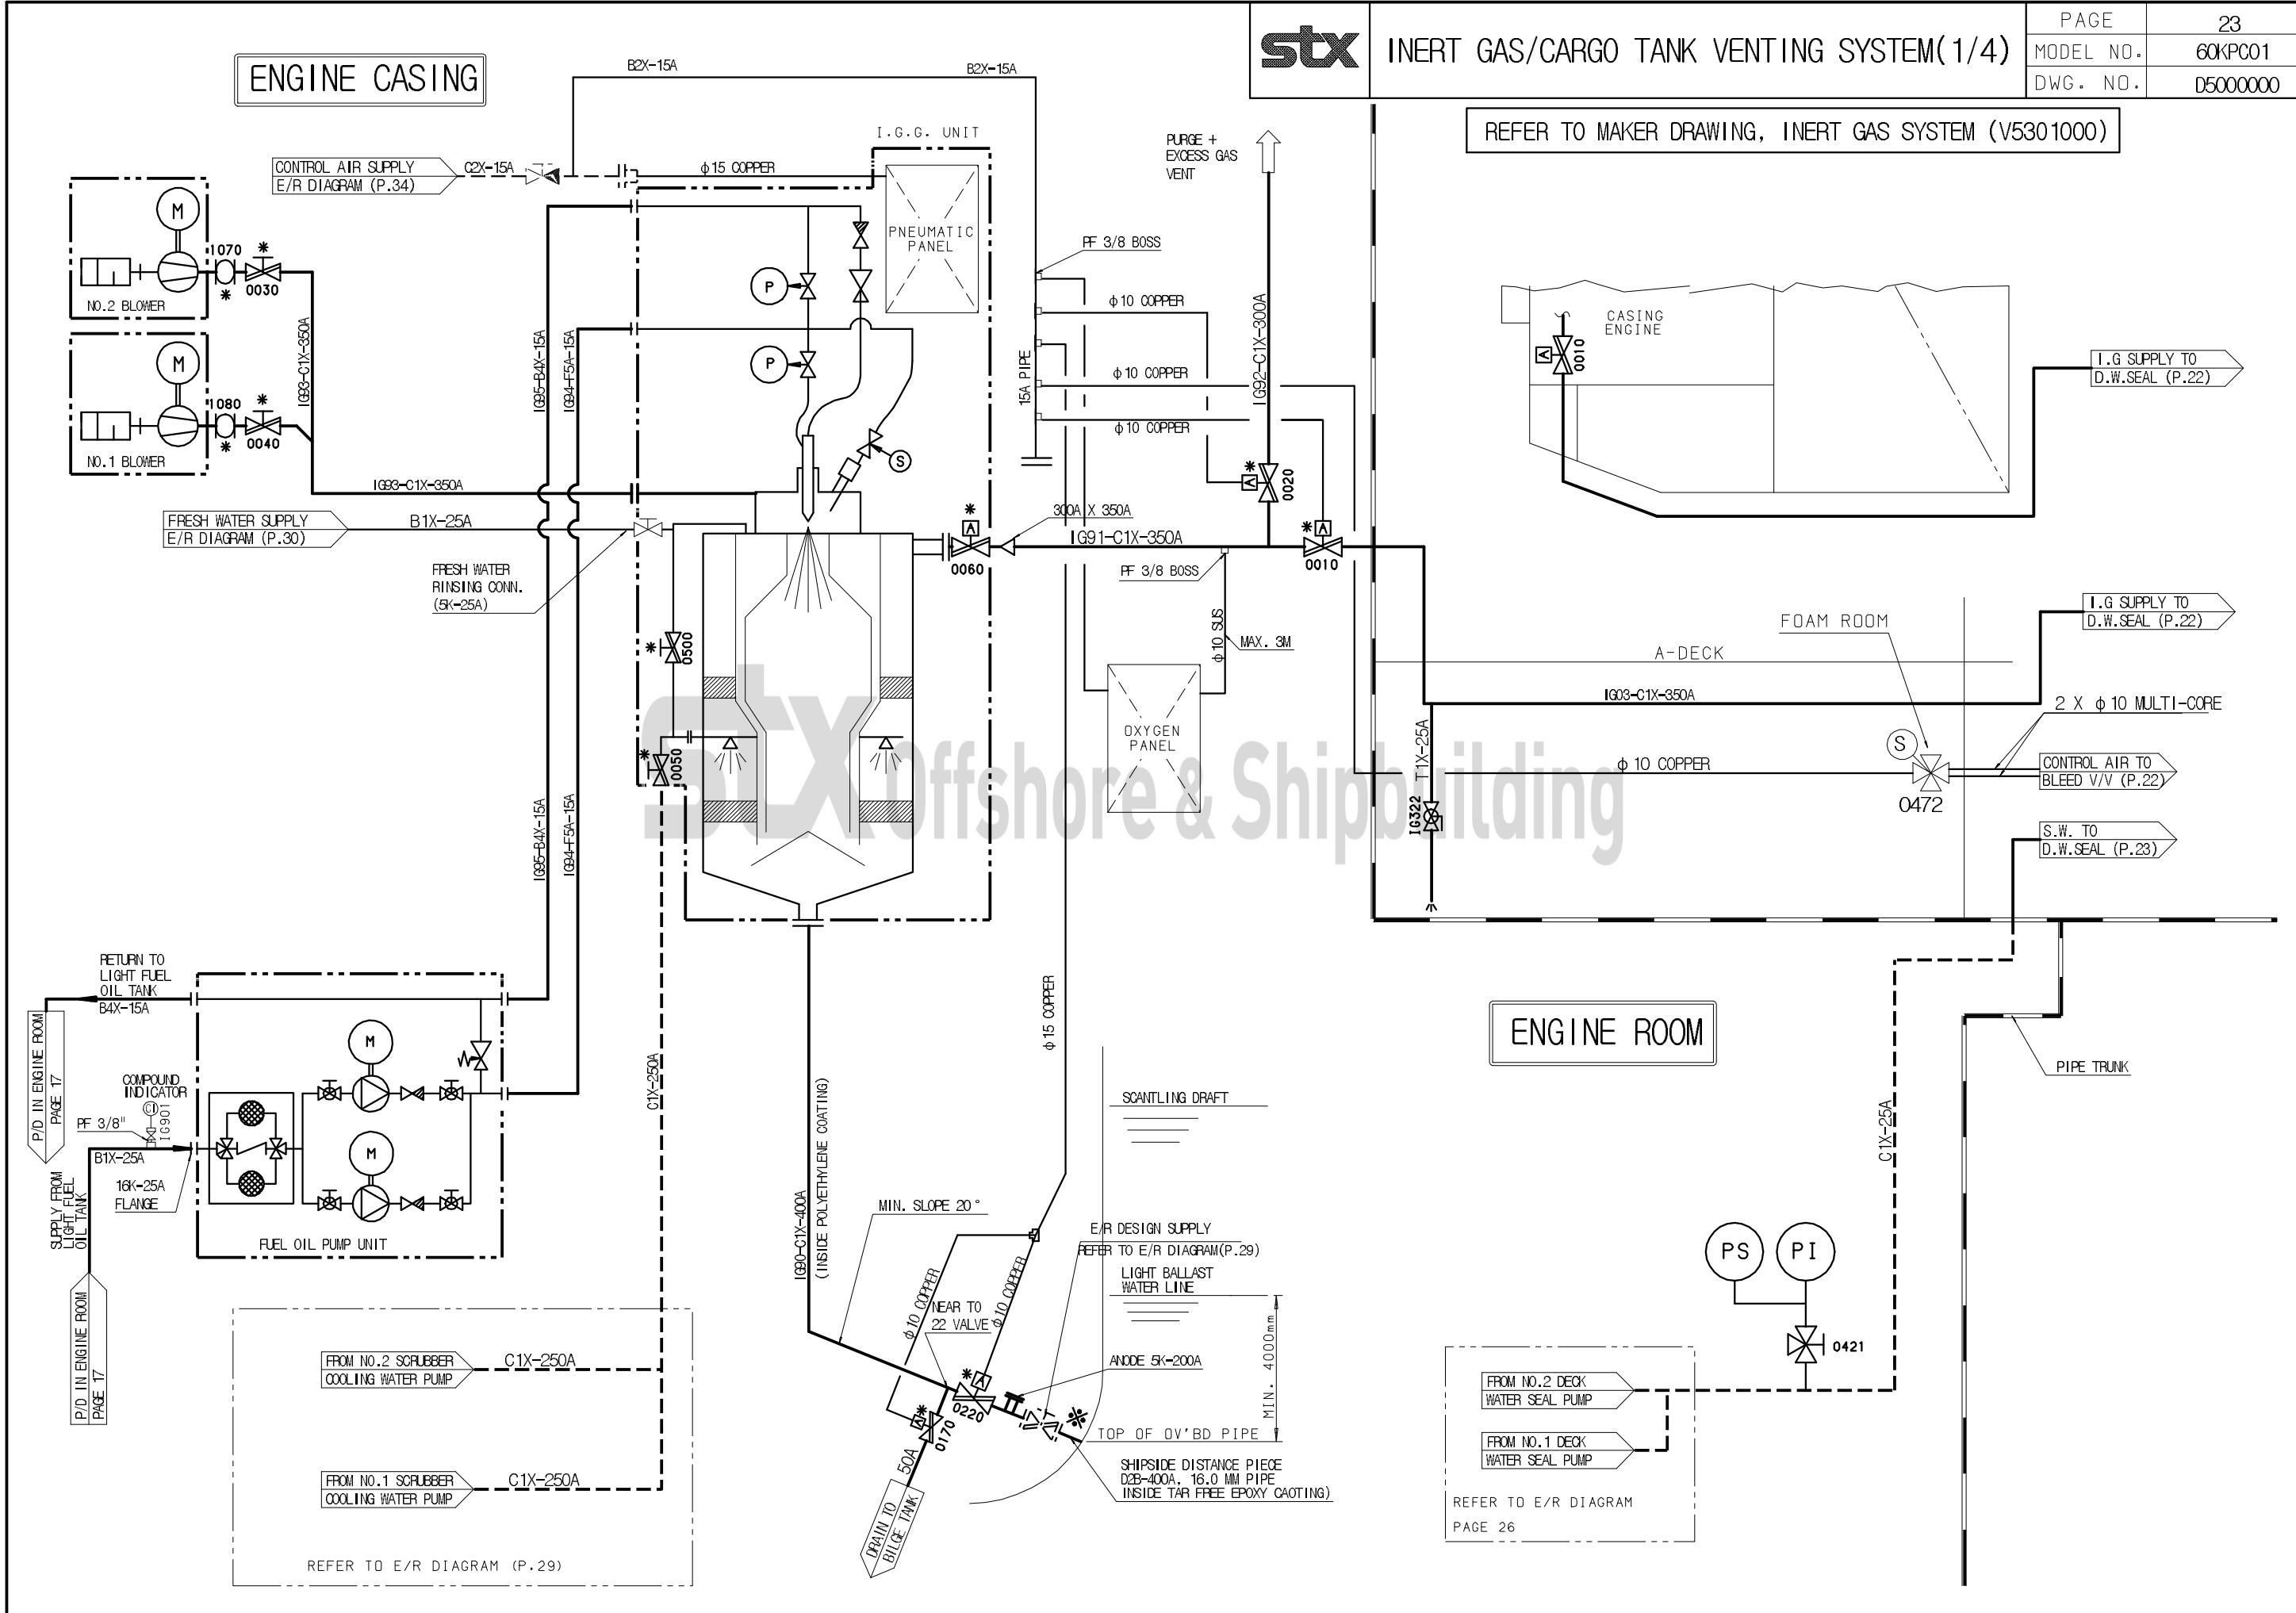 stx
INERT GAS/CARGO TANK VENTING SYSTEM(1/4)
PAGE 23
MODEL NO. 60KPC01
DWG. NO. D5000000
REFER TO MAKER DRAWING, INERT GAS SYSTEM (V5301000)
ENGINE CASING
B2X-15A
B2X-15A
I.G.G. UNIT
PURGE +
EXCESS GAS
VENT
CONTROL AIR SUPPLY
E/R DIAGRAM (P.34)
C2X-15A
ϕ15 COPPER
M
1070
*
*
0030
NO.2 BLOWER
PNEUMATIC
PANEL
PF 3/8 BOSS
P
ϕ10 COPPER
IG92-C1X-300A
CASING
ENGINE
A
0010
I.G SUPPLY TO
D.W.SEAL (P.22)
M
1080
*
*
0040
NO.1 BLOWER
IG93-C1X-350A
IG95-B4X-15A
IG94-F5A-15A
P
15A PIPE
ϕ10 COPPER
ϕ10 COPPER
S
*
A
0020
IG93-C1X-350A
FRESH WATER SUPPLY
E/R DIAGRAM (P.30)
B1X-25A
*
A
300A X 350A
IG91-C1X-350A
*
A
0060
0010
FRESH WATER
RINSING CONN.
(5K-25A)
PF 3/8 BOSS
ϕ10 SUS
MAX. 3M
*
0500
FOAM ROOM
I.G SUPPLY TO
D.W.SEAL (P.22)
A-DECK
IG03-C1X-350A
2 X ϕ10 MULTI-CORE
OXYGEN
PANEL
*
0050
T1X-25A
ϕ10 COPPER
S
0472
CONTROL AIR TO
BLEED V/V (P.22)
stx Offshore & Shipbuilding
IG322
S.W. TO
D.W.SEAL (P.23)
IG95-B4X-15A
IG94-F5A-15A
RETURN TO
LIGHT FUEL
OIL TANK
B4X-15A
P/D IN ENGINE ROOM
PAGE 17
M
COMPOUND
INDICATOR
CI
IG901
PF 3/8"
B1X-25A
16K-25A
FLANGE
M
SUPPLY FROM
LIGHT FUEL
OIL TANK
FUEL OIL PUMP UNIT
P/D IN ENGINE ROOM
PAGE 17
C1X-250A
IG90-C1X-400A
(INSIDE POLYETHYLENE COATING)
ϕ15 COPPER
ENGINE ROOM
PIPE TRUNK
SCANTLING DRAFT
C1X-25A
MIN. SLOPE 20°
E/R DESIGN SUPPLY
REFER TO E/R DIAGRAM(P.29)
LIGHT BALLAST
WATER LINE
ϕ10 COPPER
ϕ10 COPPER
NEAR TO
22 VALVE
PS
PI
0421
ANODE 5K-200A
MIN. 4000mm
*
A
0220
*
A
0170
※
TOP OF OV'BD PIPE
50A
DRAIN TO
BILGE TANK
SHIPSIDE DISTANCE PIECE
D2B-400A, 16.0 MM PIPE
INSIDE TAR FREE EPOXY CAOTING)
FROM NO.2 SCRUBBER
COOLING WATER PUMP
C1X-250A
FROM NO.1 SCRUBBER
COOLING WATER PUMP
C1X-250A
REFER TO E/R DIAGRAM (P.29)
FROM NO.2 DECK
WATER SEAL PUMP
FROM NO.1 DECK
WATER SEAL PUMP
REFER TO E/R DIAGRAM
PAGE 26